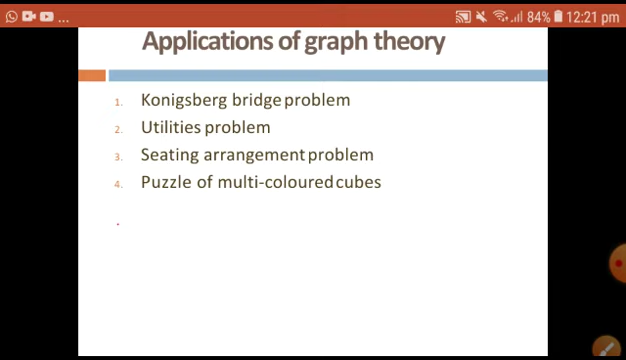 ... 84% 12:21 pm
Applications of graph theory
1. Konigsberg bridge problem
2. Utilities problem
3. Seating arrangement problem
4. Puzzle of multi-coloured cubes